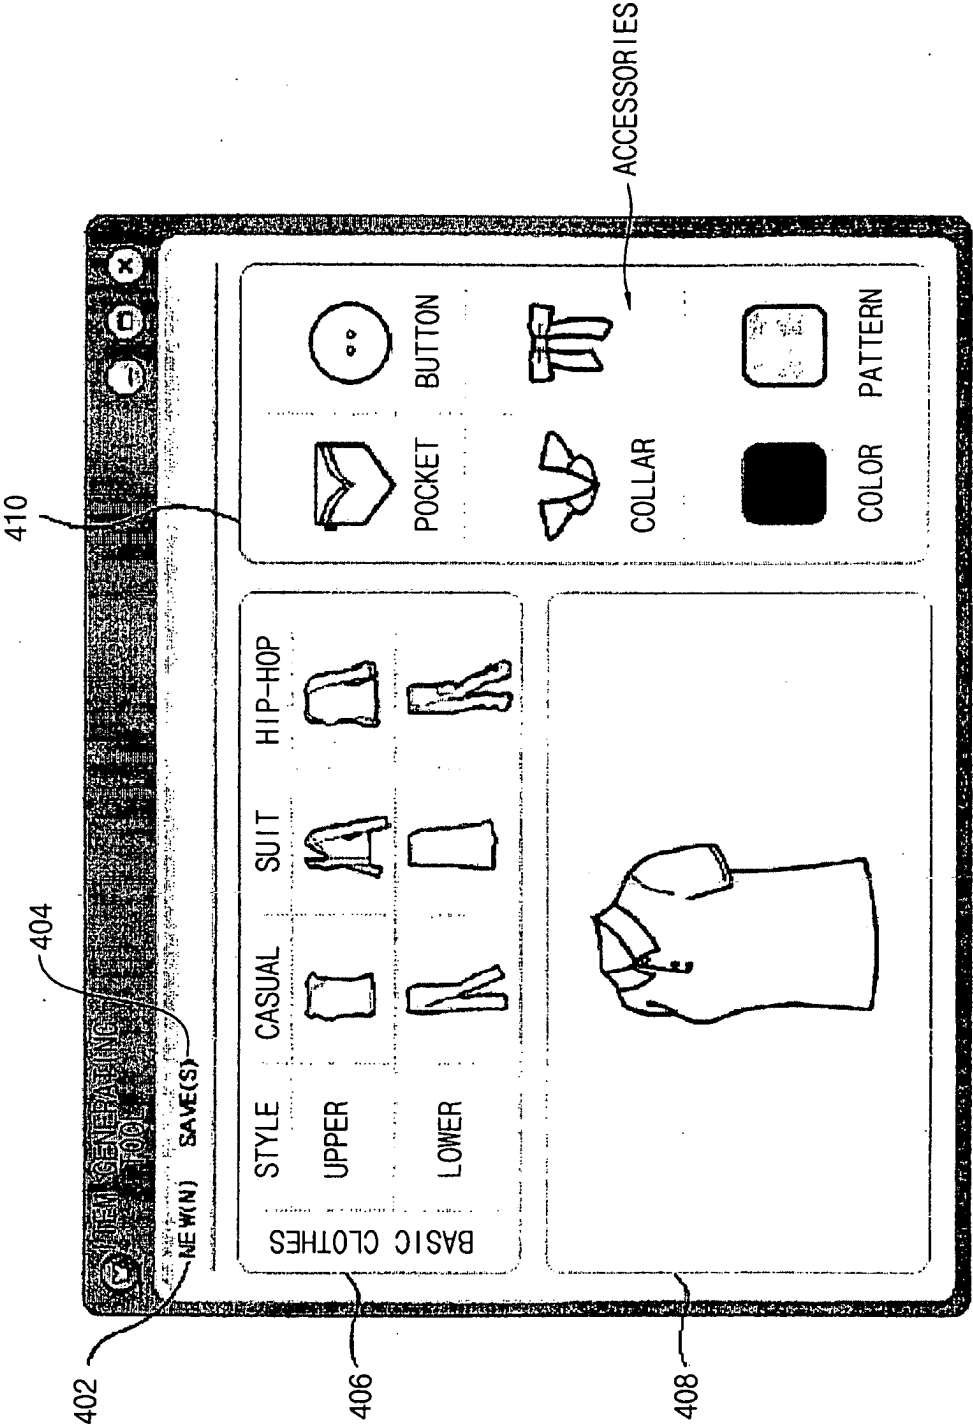 410
404
402
ITEM GENERATING
TOOL
NEW(N) SAVE(S)
406
BASIC CLOTHES
STYLE CASUAL SUIT HIP-HOP
UPPER
LOWER
POCKET BUTTON
COLLAR
ACCESSORIES
COLOR PATTERN
408